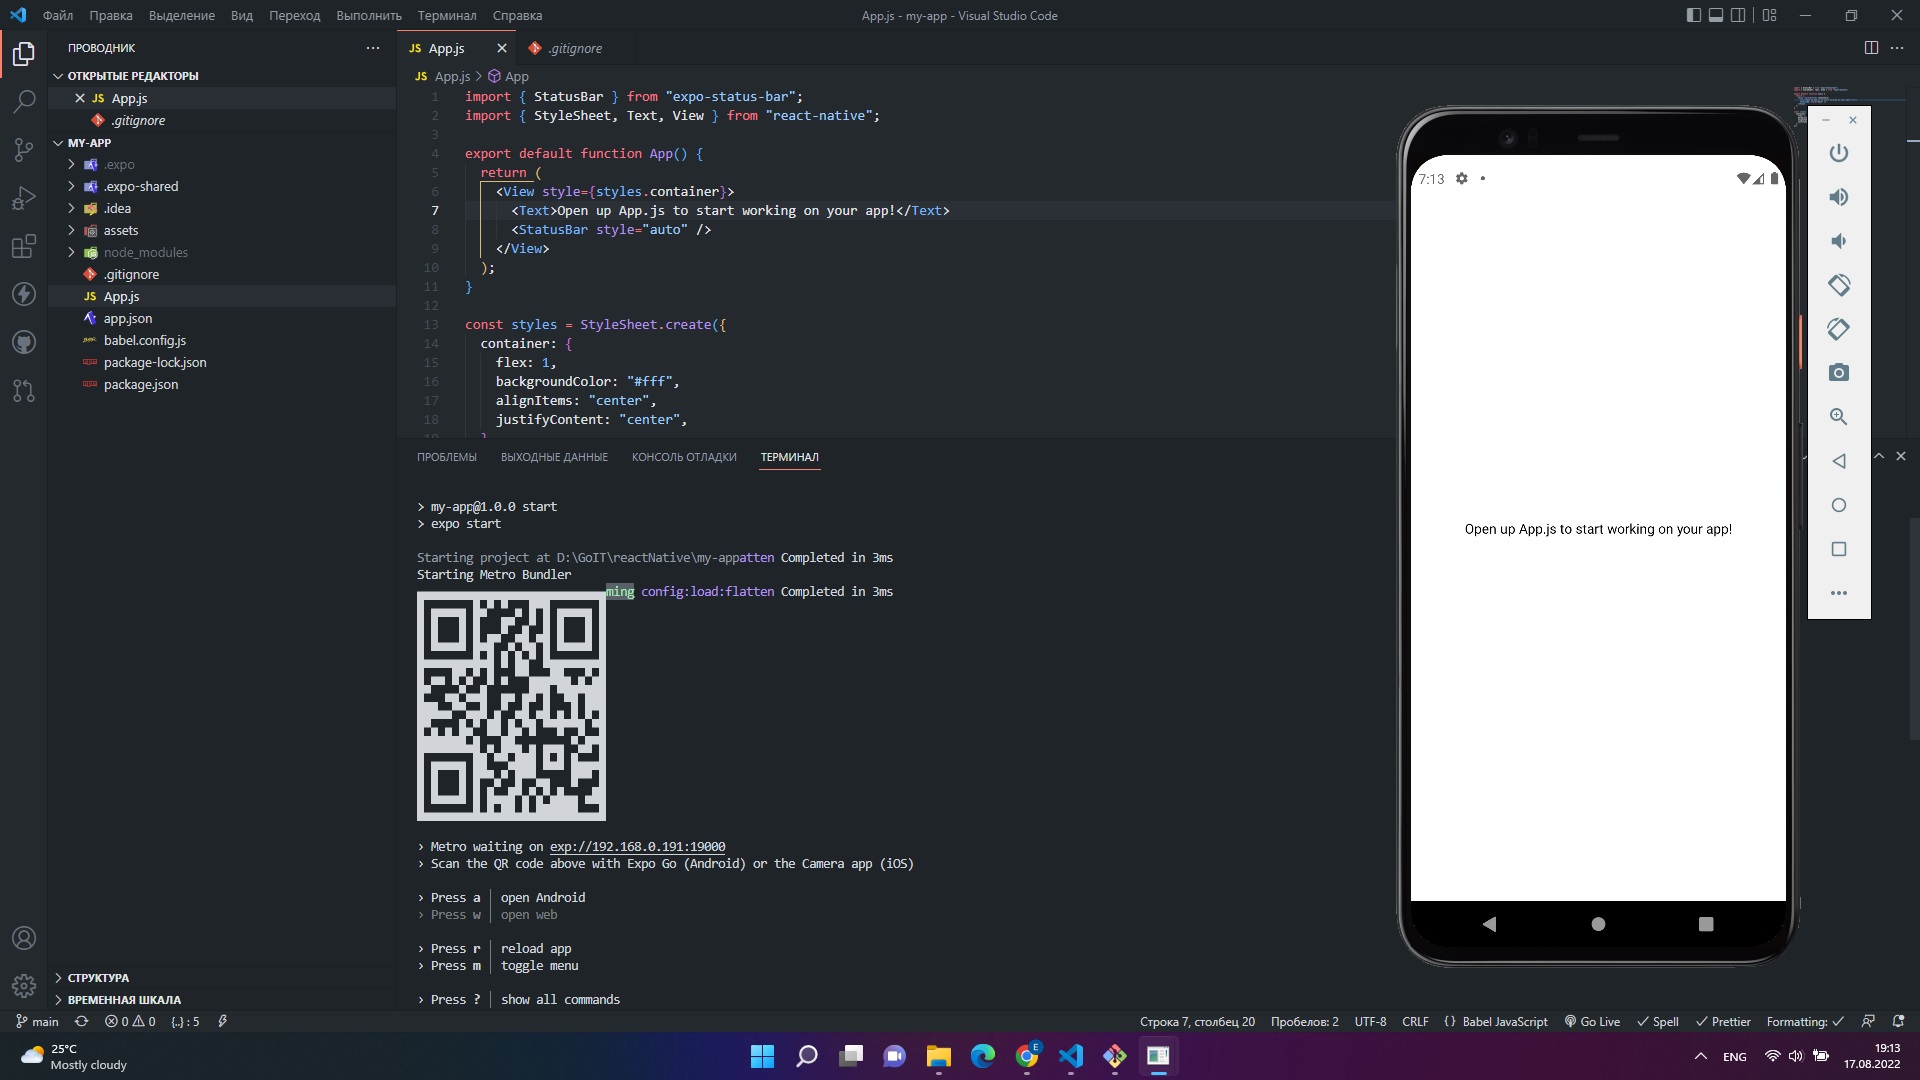 Файл Правка Выделение Вид Переход Выполнить Терминал Справка
App.js - my-app - Visual Studio Code
ПРОВОДНИК
ОТКРЫТЫЕ РЕДАКТОРЫ
JS App.js
.gitignore
MY-APP
.expo
.expo-shared
.idea
assets
node_modules
.gitignore
JS App.js
app.json
babel.config.js
package-lock.json
package.json
СТРУКТУРА
ВРЕМЕННАЯ ШКАЛА
JS App.js
.gitignore
JS App.js > App
1 import { StatusBar } from "expo-status-bar";
2 import { StyleSheet, Text, View } from "react-native";
3
4 export default function App() {
5 return (
6 <View style={styles.container}>
7 <Text>Open up App.js to start working on your app!</Text>
8 <StatusBar style="auto" />
9 </View>
10 );
11 }
12
13 const styles = StyleSheet.create({
14 container: {
15 flex: 1,
16 backgroundColor: "#fff",
17 alignItems: "center",
18 justifyContent: "center",
19 }
ПРОБЛЕМЫ ВЫХОДНЫЕ ДАННЫЕ КОНСОЛЬ ОТЛАДКИ ТЕРМИНАЛ
> my-app@1.0.0 start
> expo start
Starting project at D:\GoIT\reactNative\my-appatten Completed in 3ms
Starting Metro Bundler
ming config:load:flatten Completed in 3ms
› Metro waiting on exp://192.168.0.191:19000
› Scan the QR code above with Expo Go (Android) or the Camera app (iOS)
› Press a │ open Android
› Press w │ open web
› Press r │ reload app
› Press m │ toggle menu
› Press ? │ show all commands
7:13
Open up App.js to start working on your app!
main 0 0 {..} : 5
Строка 7, столбец 20 Пробелов: 2 UTF-8 CRLF {} Babel JavaScript Go Live Spell Prettier Formatting:
25°C
Mostly cloudy
E
ENG
19:13
17.08.2022